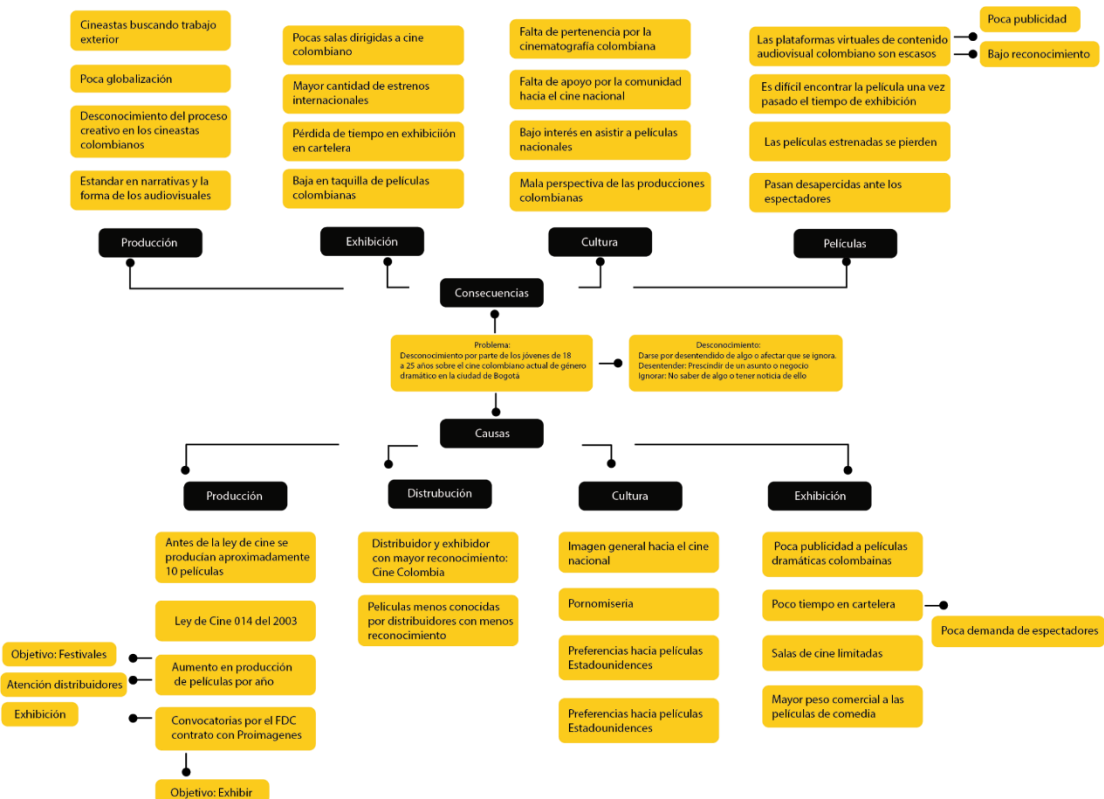 Cineastas buscando trabajo
exterior
Poca globalización
Desconocimiento del proceso
creativo en los cineastas
colombianos
Estandar en narrativas y la
forma de los audiovisuales
Producción
Pocas salas dirigidas a cine
colombiano
Mayor cantidad de estrenos
internacionales
Pérdida de tiempo en exhibiciión
en cartelera
Baja en taquilla de películas
colombianas
Exhibición
Falta de pertenencia por la
cinematografía colombiana
Falta de apoyo por la comunidad
hacia el cine nacional
Bajo interés en asistir a películas
nacionales
Mala perspectiva de las producciones
colombianas
Cultura
Las plataformas virtuales de contenido
audiovisual colombiano son escasos
Poca publicidad
Bajo reconocimiento
Es difícil encontrar la película una vez
pasado el tiempo de exhibición
Las películas estrenadas se pierden
Pasan desapercidas ante los
espectadores
Películas
Consecuencias
Problema:
Desconocimiento por parte de los jóvenes de 18
a 25 años sobre el cine colombiano actual de género
dramático en la ciudad de Bogotá
Desconocimiento:
Darse por desentendido de algo o afectar que se ignora.
Desentender: Prescindir de un asunto o negocio
Ignorar: No saber de algo o tener noticia de ello
Causas
Producción
Antes de la ley de cine se
producían aproximadamente
10 películas
Ley de Cine 014 del 2003
Aumento en producción
de películas por año
Objetivo: Festivales
Atención distribuidores
Exhibición
Convocatorias por el FDC
contrato con Proimagenes
Objetivo: Exhibir
Distrubución
Distribuidor y exhibidor
con mayor reconocimiento:
Cine Colombia
Peliculas menos conocidas
por distribuidores con menos
reconocimiento
Cultura
Imagen general hacia el cine
nacional
Pornomiseria
Preferencias hacia películas
Estadounidences
Preferencias hacia películas
Estadounidences
Exhibición
Poca publicidad a películas
dramáticas colombainas
Poco tiempo en cartelera
Poca demanda de espectadores
Salas de cine limitadas
Mayor peso comercial a las
películas de comedia